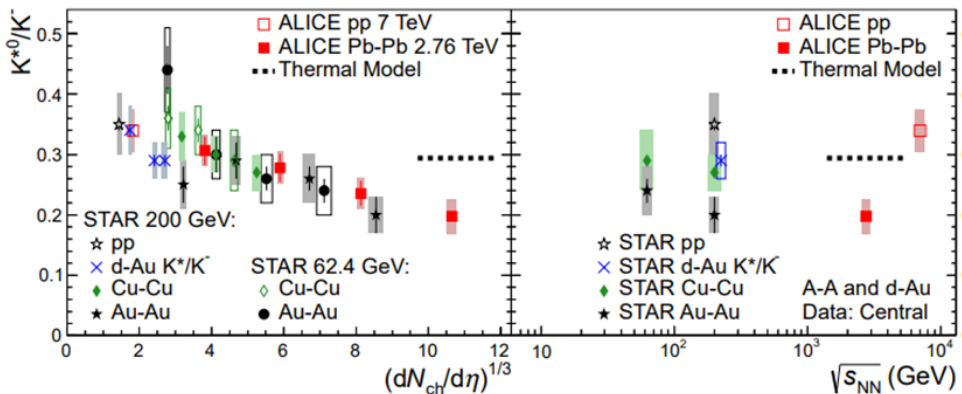 K*0/K-
0.5
0.4
0.3
0.2
0.1
0
ALICE pp 7 TeV
ALICE Pb-Pb 2.76 TeV
Thermal Model
STAR 200 GeV:
pp
d-Au K*/K-
Cu-Cu
Au-Au
STAR 62.4 GeV:
Cu-Cu
Au-Au
0 2 4 6 8 10 12
(dNch/dη)1/3
ALICE pp
ALICE Pb-Pb
Thermal Model
STAR pp
STAR d-Au K*/K-
STAR Cu-Cu
STAR Au-Au
A-A and d-Au
Data: Central
10 10² 10³ 10⁴
√sNN (GeV)